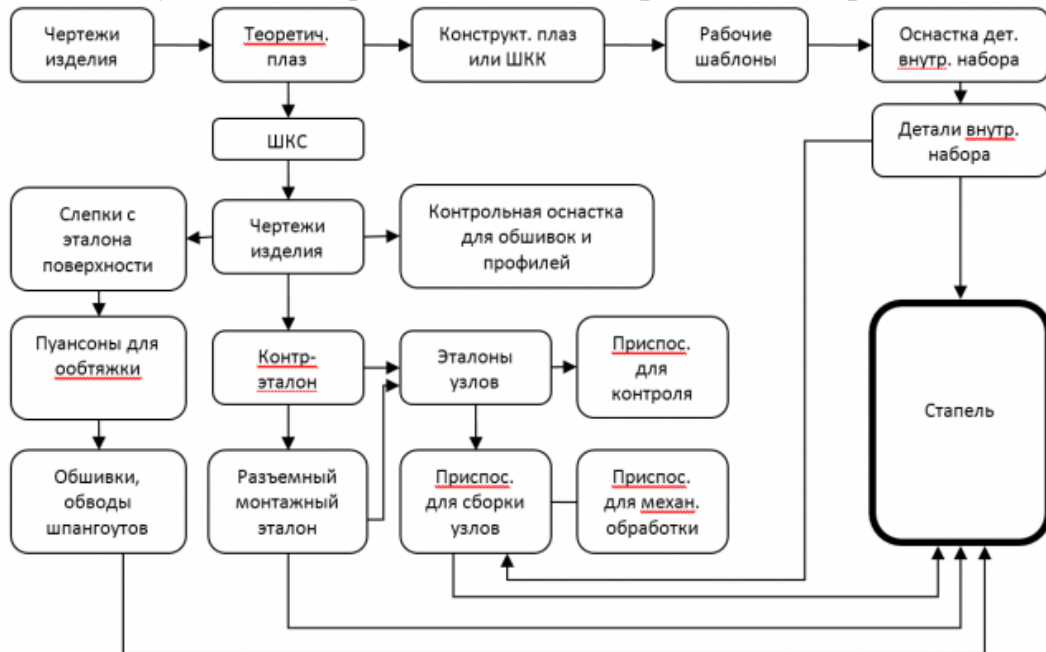 Чертежи
изделия
Теоретич.
плаз
Конструкт. плаз
или ШКК
Рабочие
шаблоны
Оснастка дет.
внутр. набора
ШКС
Детали внутр.
набора
Слепки с
эталона
поверхности
Чертежи
изделия
Контрольная оснастка
для обшивок и
профилей
Пуансоны для
ообтяжки
Контр-
эталон
Эталоны
узлов
Приспос.
для
контроля
Стапель
Обшивки,
обводы
шпангоутов
Разъемный
монтажный
эталон
Приспос.
для сборки
узлов
Приспос.
для механ.
обработки